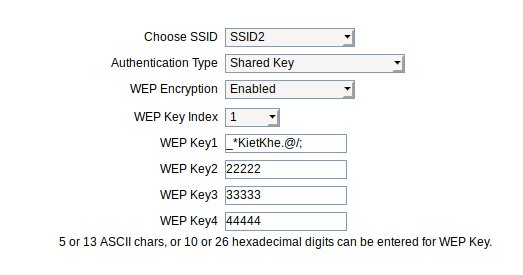 Choose SSID SSID2
Authentication Type Shared Key
WEP Encryption Enabled
WEP Key Index 1
WEP Key1 _*KietKhe.@/;
WEP Key2 22222
WEP Key3 33333
WEP Key4 44444
5 or 13 ASCII chars, or 10 or 26 hexadecimal digits can be entered for WEP Key.